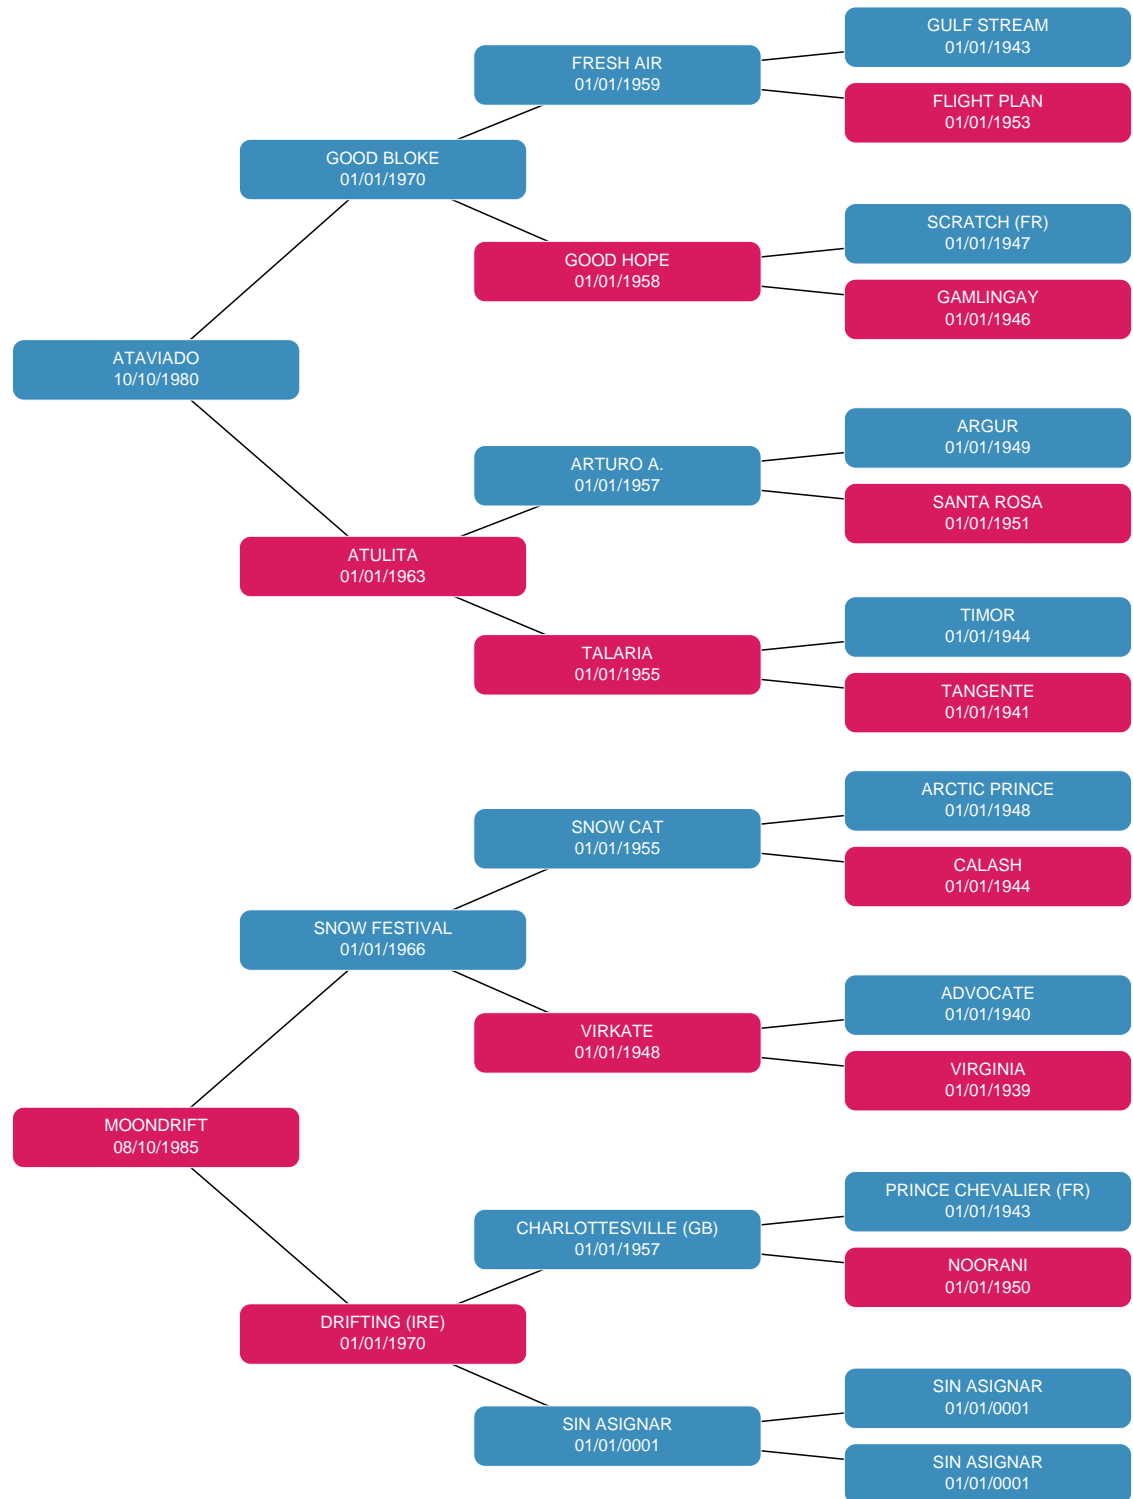 GULF STREAM
01/01/1943
FRESH AIR
01/01/1959
FLIGHT PLAN
01/01/1953
GOOD BLOKE
01/01/1970
SCRATCH (FR)
01/01/1947
GOOD HOPE
01/01/1958
GAMLINGAY
01/01/1946
ATAVIADO
10/10/1980
ARGUR
01/01/1949
ARTURO A.
01/01/1957
SANTA ROSA
01/01/1951
ATULITA
01/01/1963
TIMOR
01/01/1944
TALARIA
01/01/1955
TANGENTE
01/01/1941
ARCTIC PRINCE
01/01/1948
SNOW CAT
01/01/1955
CALASH
01/01/1944
SNOW FESTIVAL
01/01/1966
ADVOCATE
01/01/1940
VIRKATE
01/01/1948
VIRGINIA
01/01/1939
MOONDRIFT
08/10/1985
PRINCE CHEVALIER (FR)
01/01/1943
CHARLOTTESVILLE (GB)
01/01/1957
NOORANI
01/01/1950
DRIFTING (IRE)
01/01/1970
SIN ASIGNAR
01/01/0001
SIN ASIGNAR
01/01/0001
SIN ASIGNAR
01/01/0001